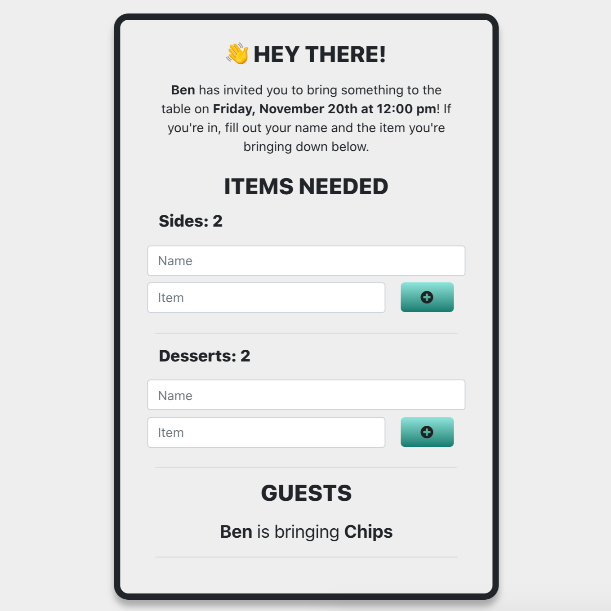 👋 HEY THERE!
Ben has invited you to bring something to the
table on Friday, November 20th at 12:00 pm! If
you're in, fill out your name and the item you're
bringing down below.
ITEMS NEEDED
Sides: 2
Name
Item
Desserts: 2
Name
Item
GUESTS
Ben is bringing Chips